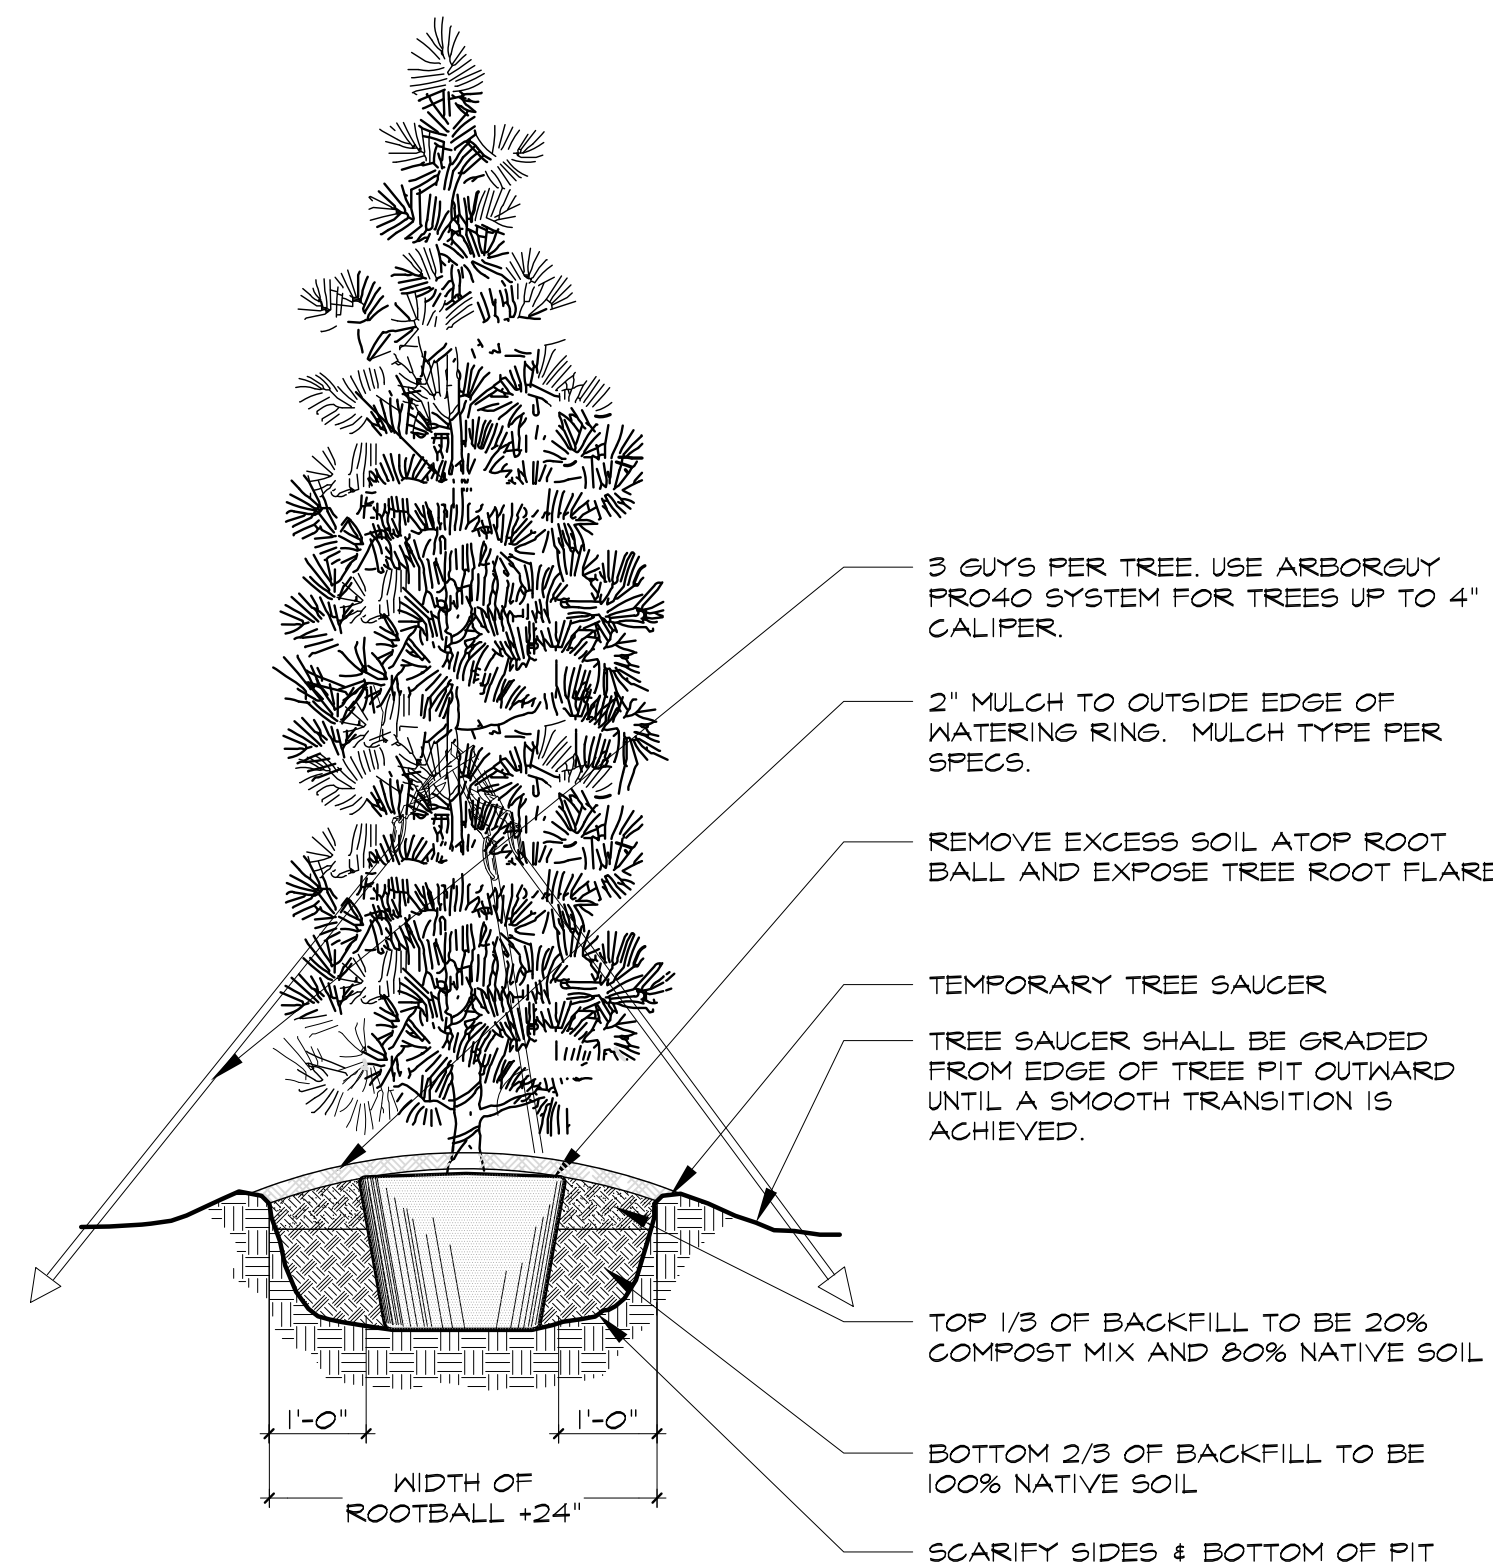 3 GUYS PER TREE. USE ARBORGUY
PRO40 SYSTEM FOR TREES UP TO 4"
CALIPER.
2" MULCH TO OUTSIDE EDGE OF
WATERING RING. MULCH TYPE PER
SPECS.
REMOVE EXCESS SOIL ATOP ROOT
BALL AND EXPOSE TREE ROOT FLARE
TEMPORARY TREE SAUCER
TREE SAUCER SHALL BE GRADED
FROM EDGE OF TREE PIT OUTWARD
UNTIL A SMOOTH TRANSITION IS
ACHIEVED.
TOP 1/3 OF BACKFILL TO BE 20%
COMPOST MIX AND 80% NATIVE SOIL
BOTTOM 2/3 OF BACKFILL TO BE
100% NATIVE SOIL
SCARIFY SIDES & BOTTOM OF PIT
1'-0" 1'-0"
WIDTH OF
ROOTBALL +24"